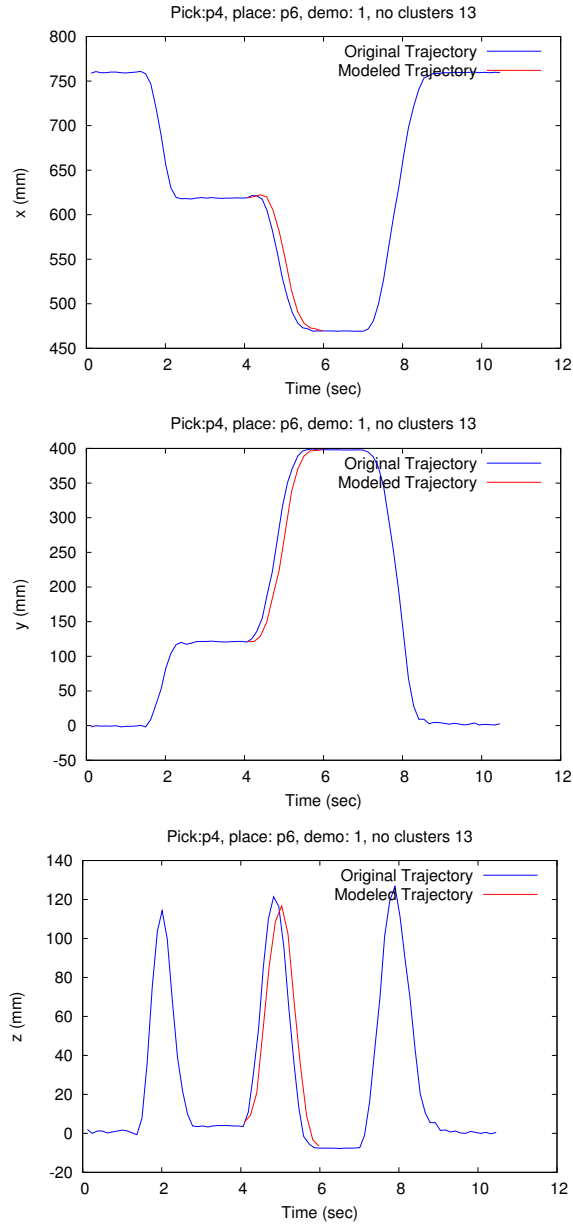 Pick:p4, place: p6, demo: 1, no clusters 13
800
750
700
650
600
550
500
450
x (mm)
Original Trajectory
Modeled Trajectory
0 2 4 6 8 10 12
Time (sec)
Pick:p4, place: p6, demo: 1, no clusters 13
400
350
300
250
200
150
100
50
0
-50
y (mm)
Original Trajectory
Modeled Trajectory
0 2 4 6 8 10 12
Time (sec)
Pick:p4, place: p6, demo: 1, no clusters 13
140
120
100
80
60
40
20
0
-20
z (mm)
Original Trajectory
Modeled Trajectory
0 2 4 6 8 10 12
Time (sec)